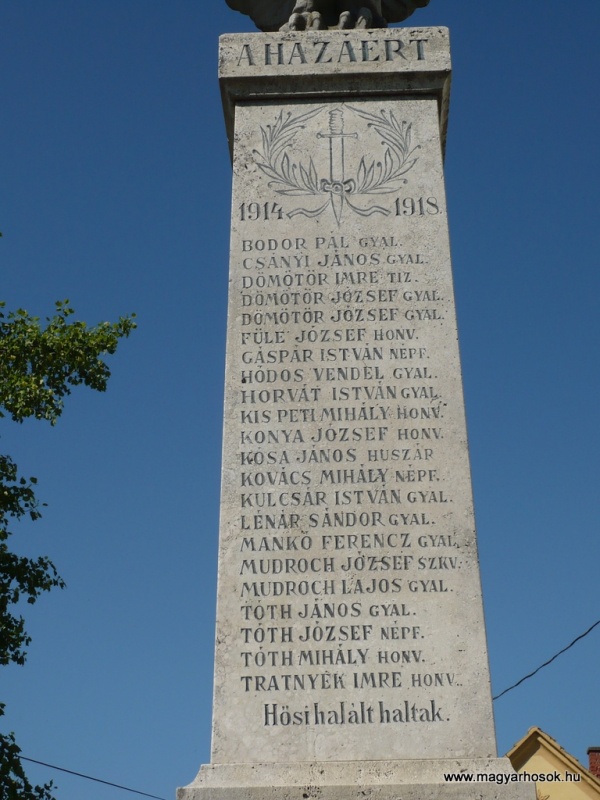 A HAZAÉRT
1914 1918.
BODOR PÁL GYAL.
CSÁNYI JÁNOS GYAL.
DÖMÖTÖR IMRE TIZ.
DÖMÖTÖR JÓZSEF GYAL.
DÖMÖTÖR JÓZSEF GYAL.
FÜLE JÓZSEF HONV.
GÁSPÁR ISTVÁN NÉPF.
HÓDOS VENDEL GYAL.
HORVÁT ISTVÁN GYAL.
KIS PETI MIHÁLY HONV.
KONYA JÓZSEF HONV.
KÓSA JÁNOS HUSZÁR
KOVÁCS MIHÁLY NÉPF.
KULCSÁR ISTVÁN GYAL.
LÉNÁR SÁNDOR GYAL.
MANKÓ FERENCZ GYAL.
MUDROCH JÓZSEF SZKV.
MUDROCH LAJOS GYAL.
TÓTH JÁNOS GYAL.
TÓTH JÓZSEF NÉPF.
TÓTH MIHÁLY HONV.
TRATNYÉK IMRE HONV.
Hősi halált haltak.
www.magyarhosok.hu